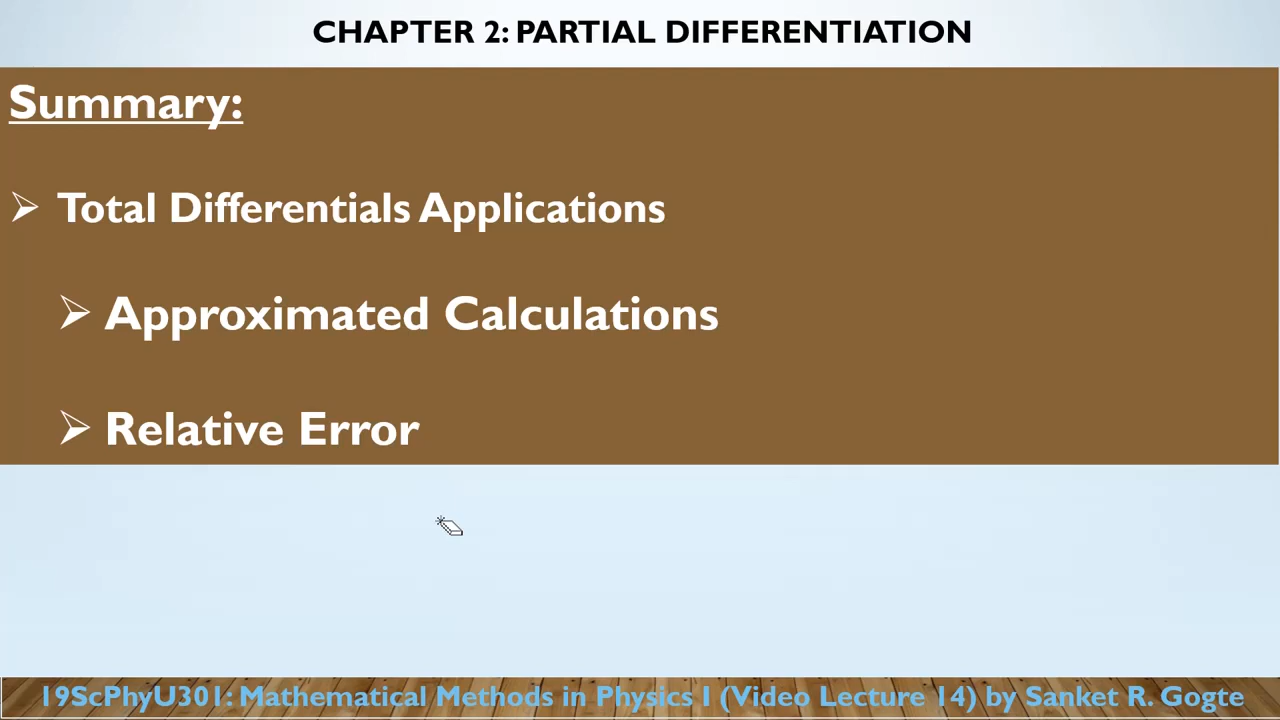 CHAPTER 2: PARTIAL DIFFERENTIATION
Summary:
Total Differentials Applications
Approximated Calculations
Relative Error
19ScPhyU301: Mathematical Methods in Physics I (Video Lecture 14) by Sanket R. Gogte